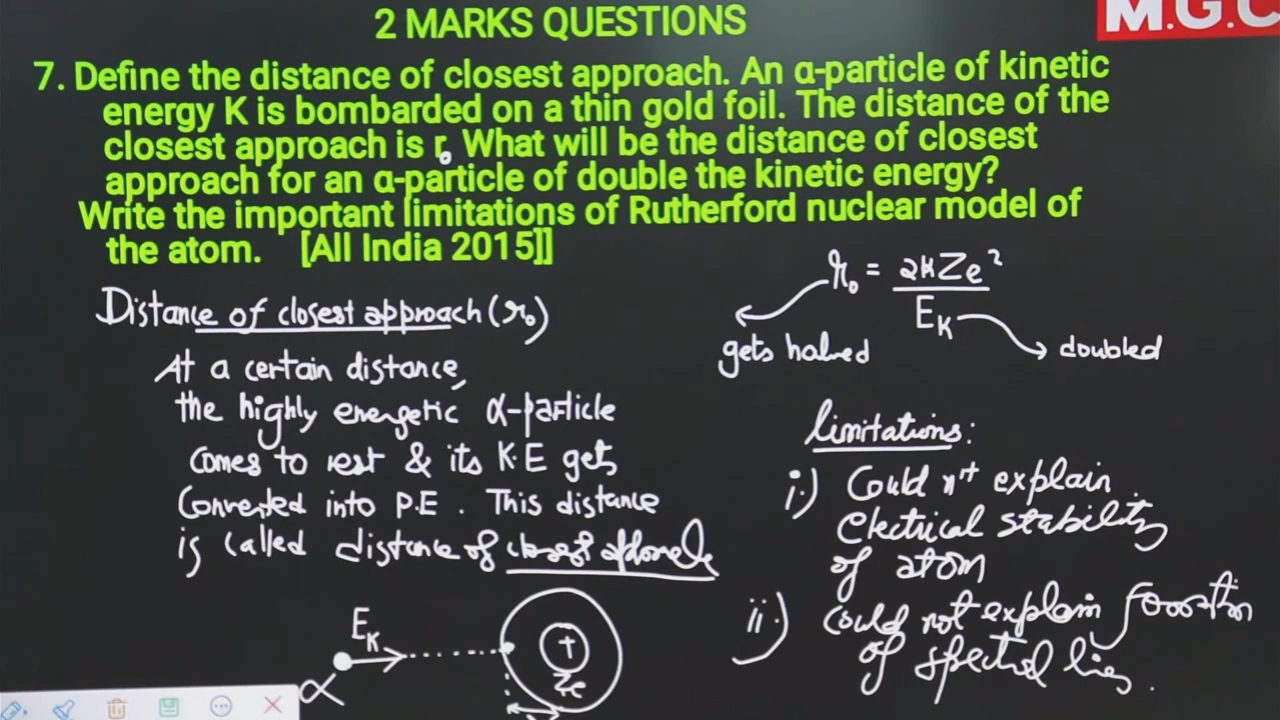 2 MARKS QUESTIONS
M.G.C
7. Define the distance of closest approach. An α-particle of kinetic
energy K is bombarded on a thin gold foil. The distance of the
closest approach is r₀. What will be the distance of closest
approach for an α-particle of double the kinetic energy?
Write the important limitations of Rutherford nuclear model of
the atom. [All India 2015]]
Distance of closest approach (r₀)
At a certain distance,
the highly energetic α-particle
comes to rest & its K.E gets
Converted into P.E. This distance
is called distance of closest
E_K
α
+
Ze
r₀ = 2KZe²
E_K
gets halved
doubled
limitations:
i.) Could n't explain
Electrical stability
of atom
ii.) could not explain
of spectral lines.